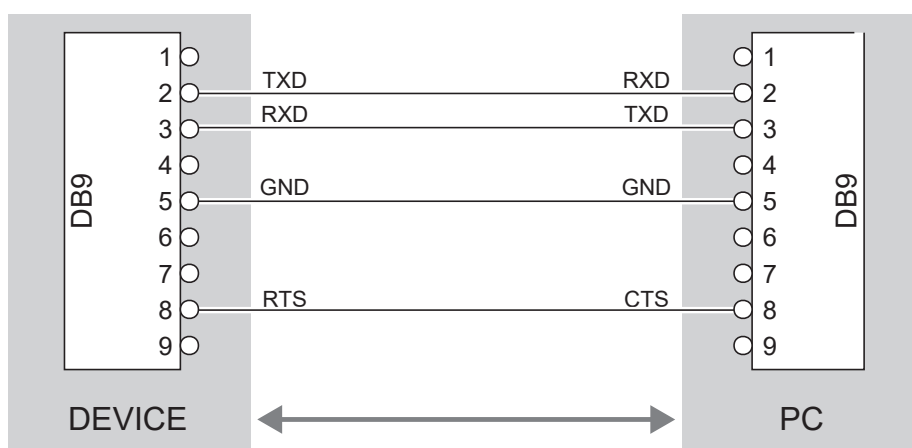 1 1
TXD RXD
2 2
RXD TXD
3 3
4 4
DB9 DB9
GND GND
5 5
6 6
7 7
RTS CTS
8 8
9 9
DEVICE PC